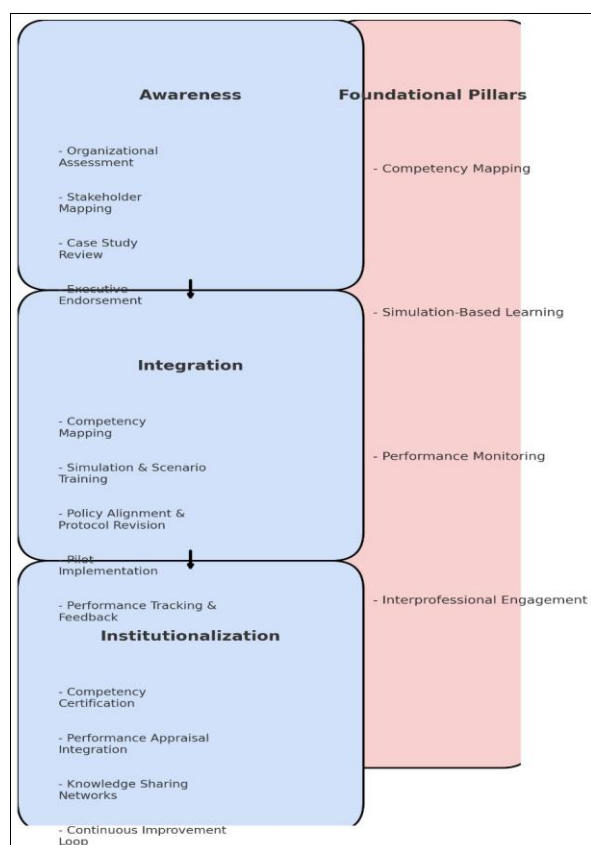 Awareness
- Organizational
Assessment
- Stakeholder
Mapping
- Case Study
Review
- Executive
Endorsement
Integration
- Competency
Mapping
- Simulation & Scenario
Training
- Policy Alignment &
Protocol Revision
- Pilot
Implementation
- Performance Tracking &
Feedback
Institutionalization
- Competency
Certification
- Performance Appraisal
Integration
- Knowledge Sharing
Networks
- Continuous Improvement
Loop
Foundational Pillars
- Competency Mapping
- Simulation-Based Learning
- Performance Monitoring
- Interprofessional Engagement